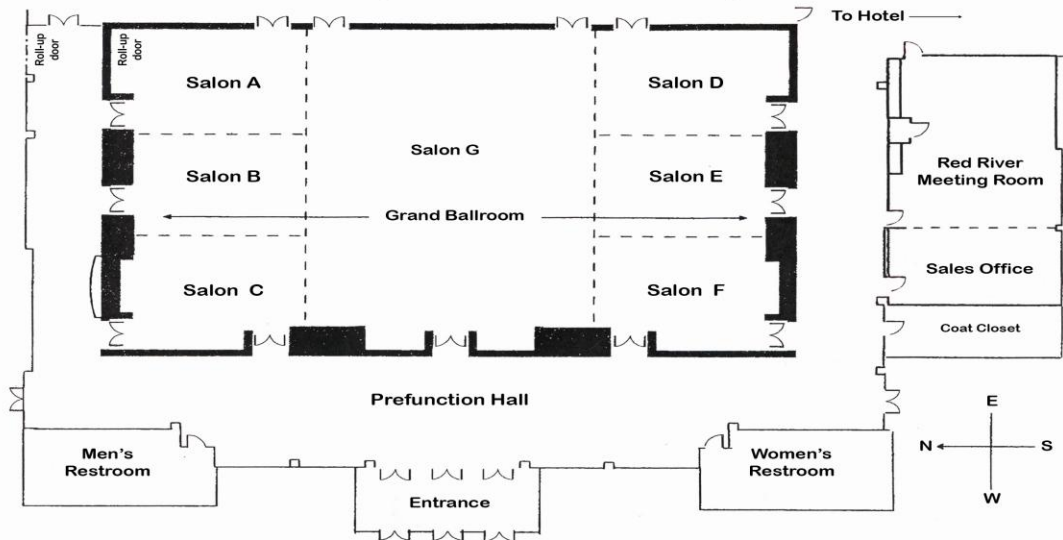 To Hotel
Roll-up
door
Roll-up
door
Salon A
Salon D
Salon G
Red River
Meeting Room
Salon B
Salon E
Grand Ballroom
Salon C
Salon F
Sales Office
Coat Closet
Prefunction Hall
E
N
S
W
Men's
Restroom
Women's
Restroom
Entrance